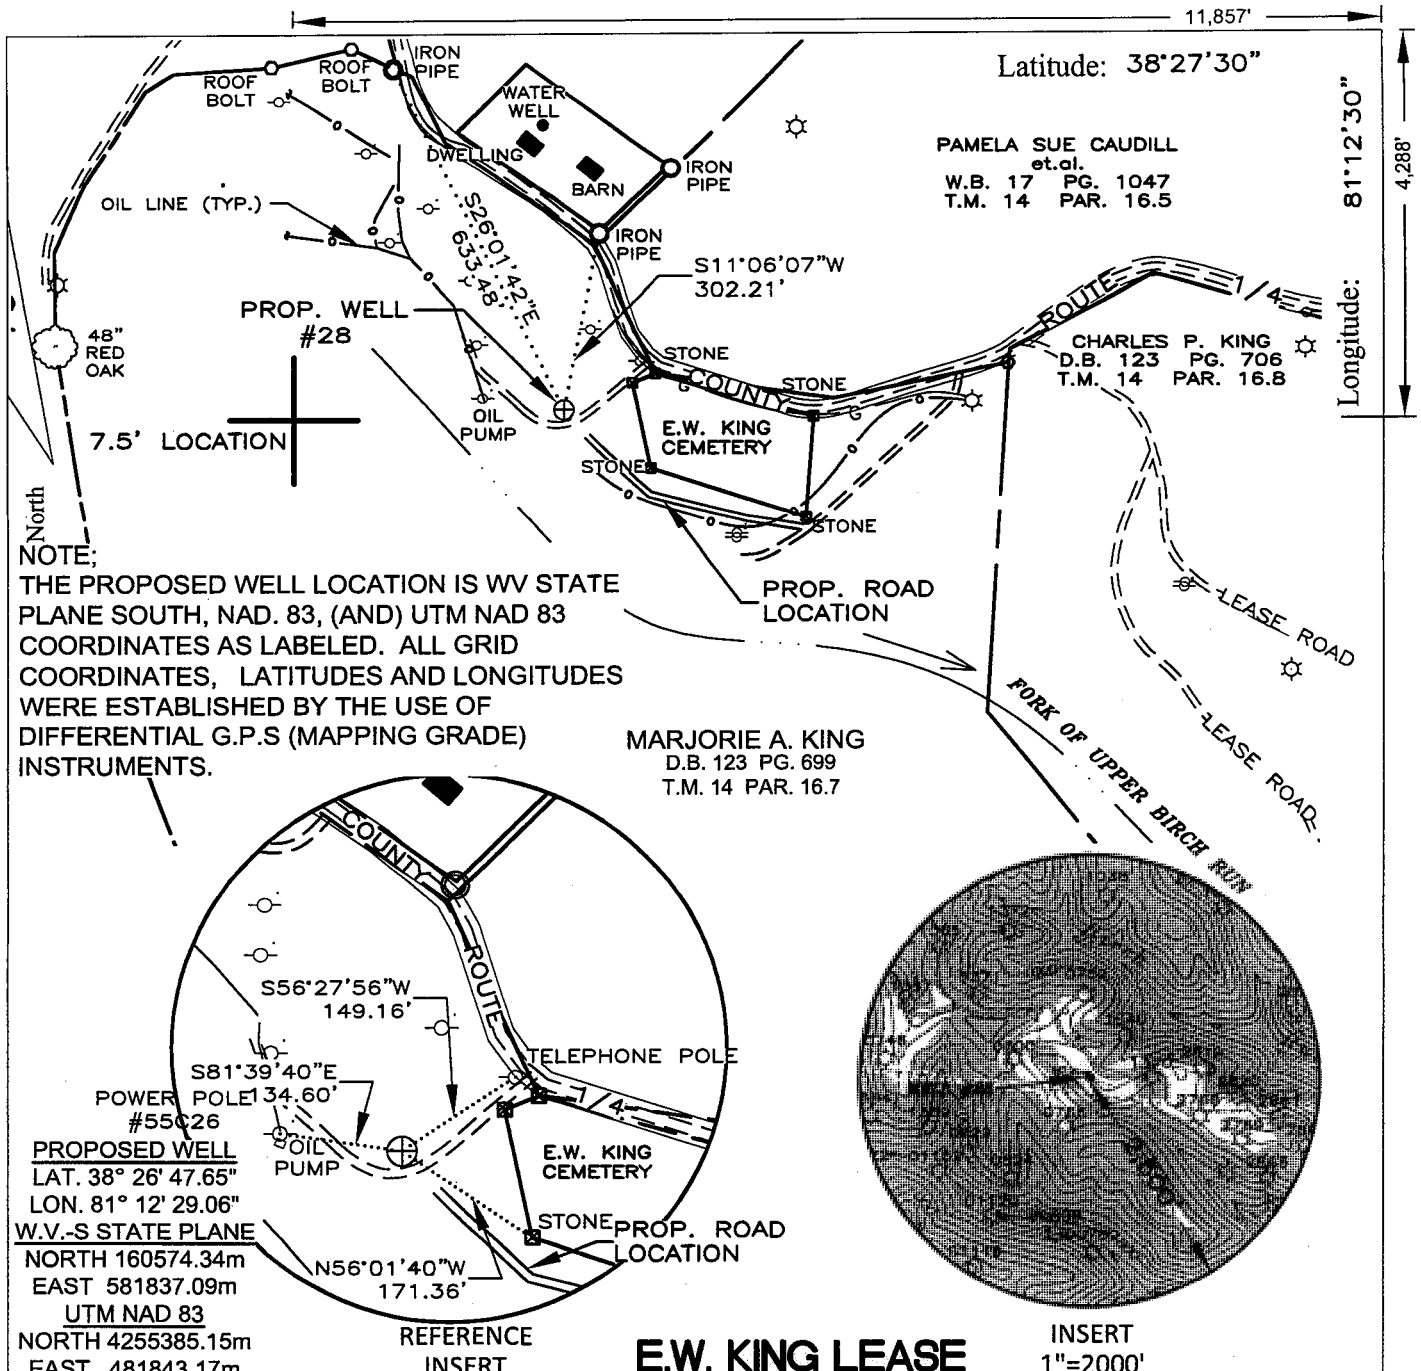 11,857'
Latitude: 38°27'30"
81°12'30"
Longitude:
4,288'
ROOF
BOLT
ROOF
BOLT
IRON
PIPE
WATER
WELL
DWELLING
BARN
IRON
PIPE
IRON
PIPE
PAMELA SUE CAUDILL
et.al.
W.B. 17 PG. 1047
T.M. 14 PAR. 16.5
OIL LINE (TYP.)
S26°01'42"E
633.48'
S11°06'07"W
302.21'
PROP. WELL
#28
48"
RED
OAK
STONE
COUNTY
STONE
ROUTE
1/4
G
G
CHARLES P. KING
D.B. 123 PG. 706
T.M. 14 PAR. 16.8
OIL
PUMP
E.W. KING
CEMETERY
7.5' LOCATION
STONE
STONE
North
NOTE;
THE PROPOSED WELL LOCATION IS WV STATE
PLANE SOUTH, NAD. 83, (AND) UTM NAD 83
COORDINATES AS LABELED. ALL GRID
COORDINATES, LATITUDES AND LONGITUDES
WERE ESTABLISHED BY THE USE OF
DIFFERENTIAL G.P.S (MAPPING GRADE)
INSTRUMENTS.
PROP. ROAD
LOCATION
LEASE ROAD
LEASE ROAD
FORK OF UPPER BIRCH RUN
MARJORIE A. KING
D.B. 123 PG. 699
T.M. 14 PAR. 16.7
COUNTY
ROUTE
1/4
S56°27'56"W
149.16'
TELEPHONE POLE
S81°39'40"E
134.60'
POWER POLE
#55C26
OIL
PUMP
E.W. KING
CEMETERY
STONE
PROP. ROAD
LOCATION
N56°01'40"W
171.36'
PROPOSED WELL
LAT. 38° 26' 47.65"
LON. 81° 12' 29.06"
W.V.-S STATE PLANE
NORTH 160574.34m
EAST 581837.09m
UTM NAD 83
NORTH 4255385.15m
EAST 481843.17m
REFERENCE
INSERT
E.W. KING LEASE
INSERT
1"=2000'